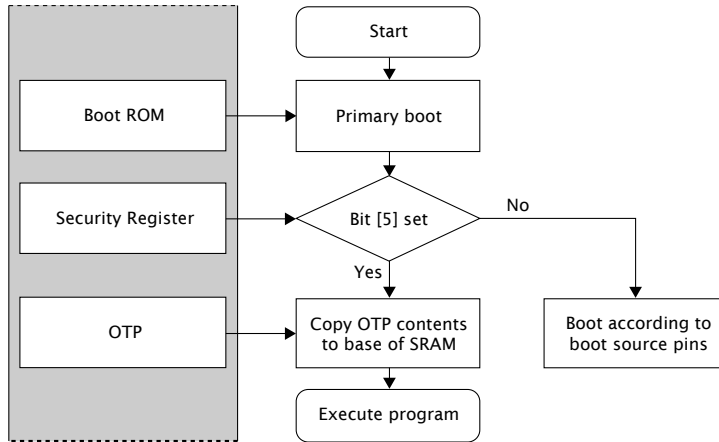 Start
Boot ROM
Primary boot
Security Register
Bit [5] set
No
Yes
OTP
Copy OTP contents
to base of SRAM
Boot according to
boot source pins
Execute program